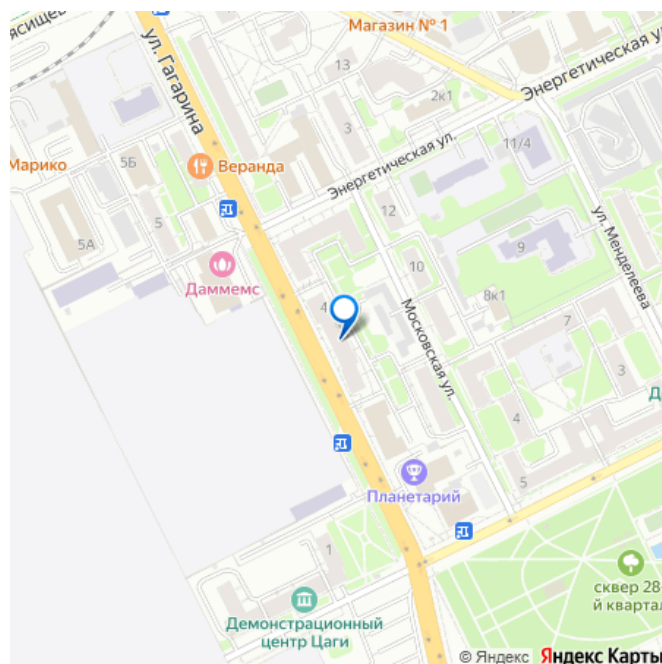 ясищев
Магазин № 1
ул. Гагарина
13
Энергетическая у
2к1
3
Марико
5Б
Веранда
Энергетическая ул.
11/4
5
12
5А
9
ул. Менделеева
Даммемс
10
8к1
4
Московская ул.
7
3
Д
4
Планетарий
5
1
сквер 28-
й квартал
Демонстрационный
центр Цаги
© Яндекс Яндекс Карты